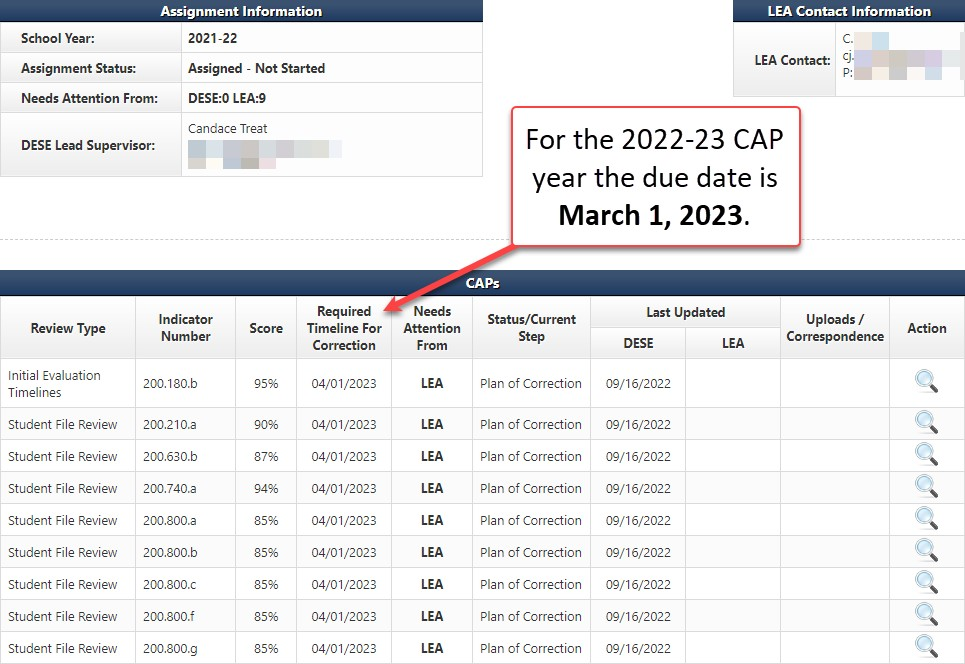 Assignment Information
School Year: 2021-22
Assignment Status: Assigned - Not Started
Needs Attention From: DESE:0 LEA:9
DESE Lead Supervisor: Candace Treat
LEA Contact Information
LEA Contact: C.
cj.
P:
For the 2022-23 CAP
year the due date is
March 1, 2023.
CAPs
Review Type Indicator Number Score Required Timeline For Correction Needs Attention From Status/Current Step Last Updated Uploads / Correspondence Action
DESE LEA
Initial Evaluation Timelines 200.180.b 95% 04/01/2023 LEA Plan of Correction 09/16/2022
Student File Review 200.210.a 90% 04/01/2023 LEA Plan of Correction 09/16/2022
Student File Review 200.630.b 87% 04/01/2023 LEA Plan of Correction 09/16/2022
Student File Review 200.740.a 94% 04/01/2023 LEA Plan of Correction 09/16/2022
Student File Review 200.800.a 85% 04/01/2023 LEA Plan of Correction 09/16/2022
Student File Review 200.800.b 85% 04/01/2023 LEA Plan of Correction 09/16/2022
Student File Review 200.800.c 85% 04/01/2023 LEA Plan of Correction 09/16/2022
Student File Review 200.800.f 85% 04/01/2023 LEA Plan of Correction 09/16/2022
Student File Review 200.800.g 85% 04/01/2023 LEA Plan of Correction 09/16/2022